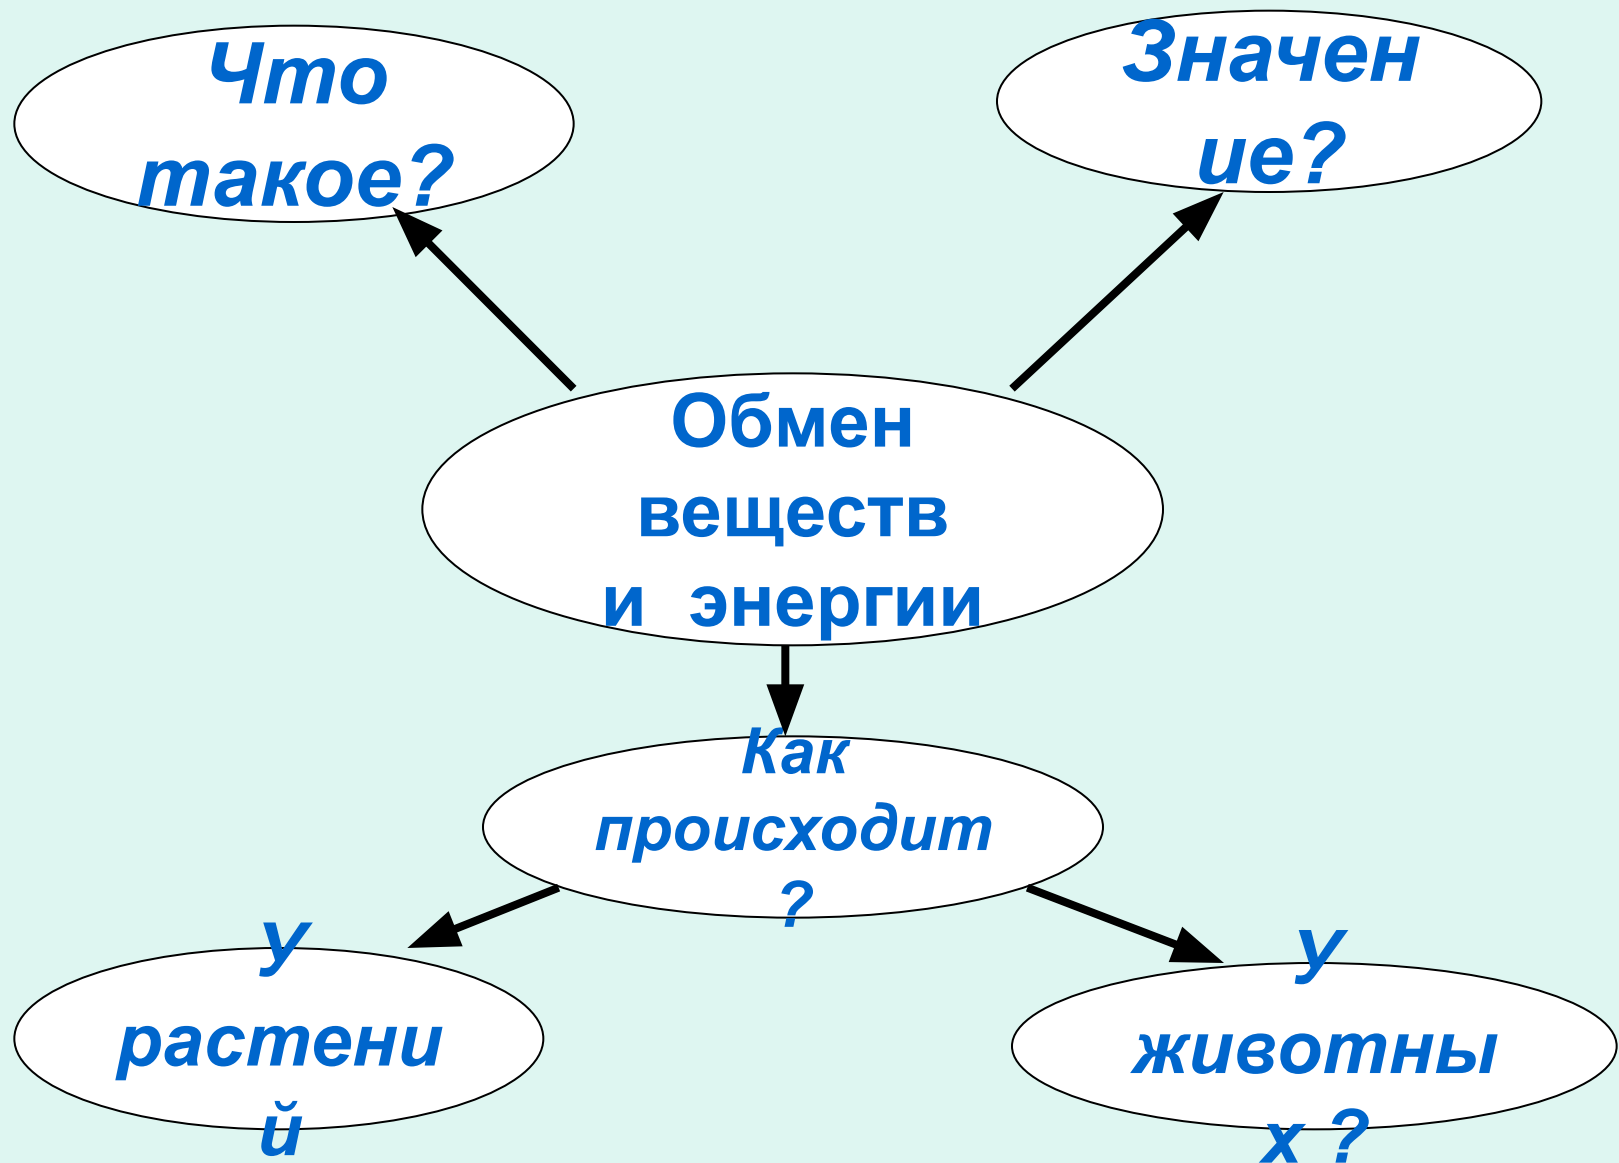 Что
такое?
Значен
ие?
Обмен
веществ
и энергии
Как
происходит
?
У
растени
й
У
животны
х ?